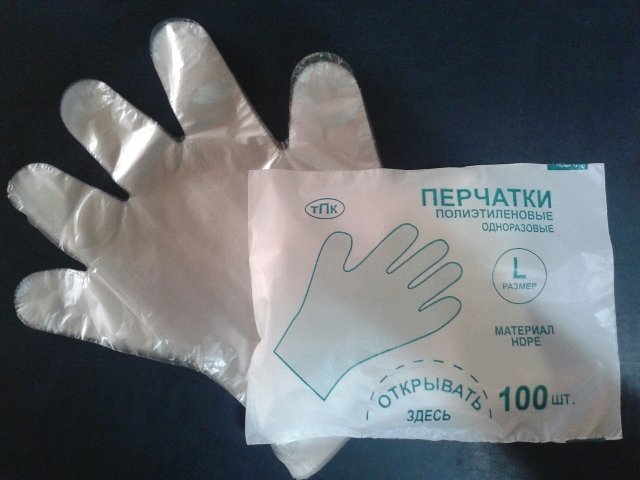 ТПК
ПЕРЧАТКИ
ПОЛИЭТИЛЕНОВЫЕ
ОДНОРАЗОВЫЕ
L
РАЗМЕР
МАТЕРИАЛ
HDPE
ОТКРЫВАТЬ
ЗДЕСЬ
100 ШТ.